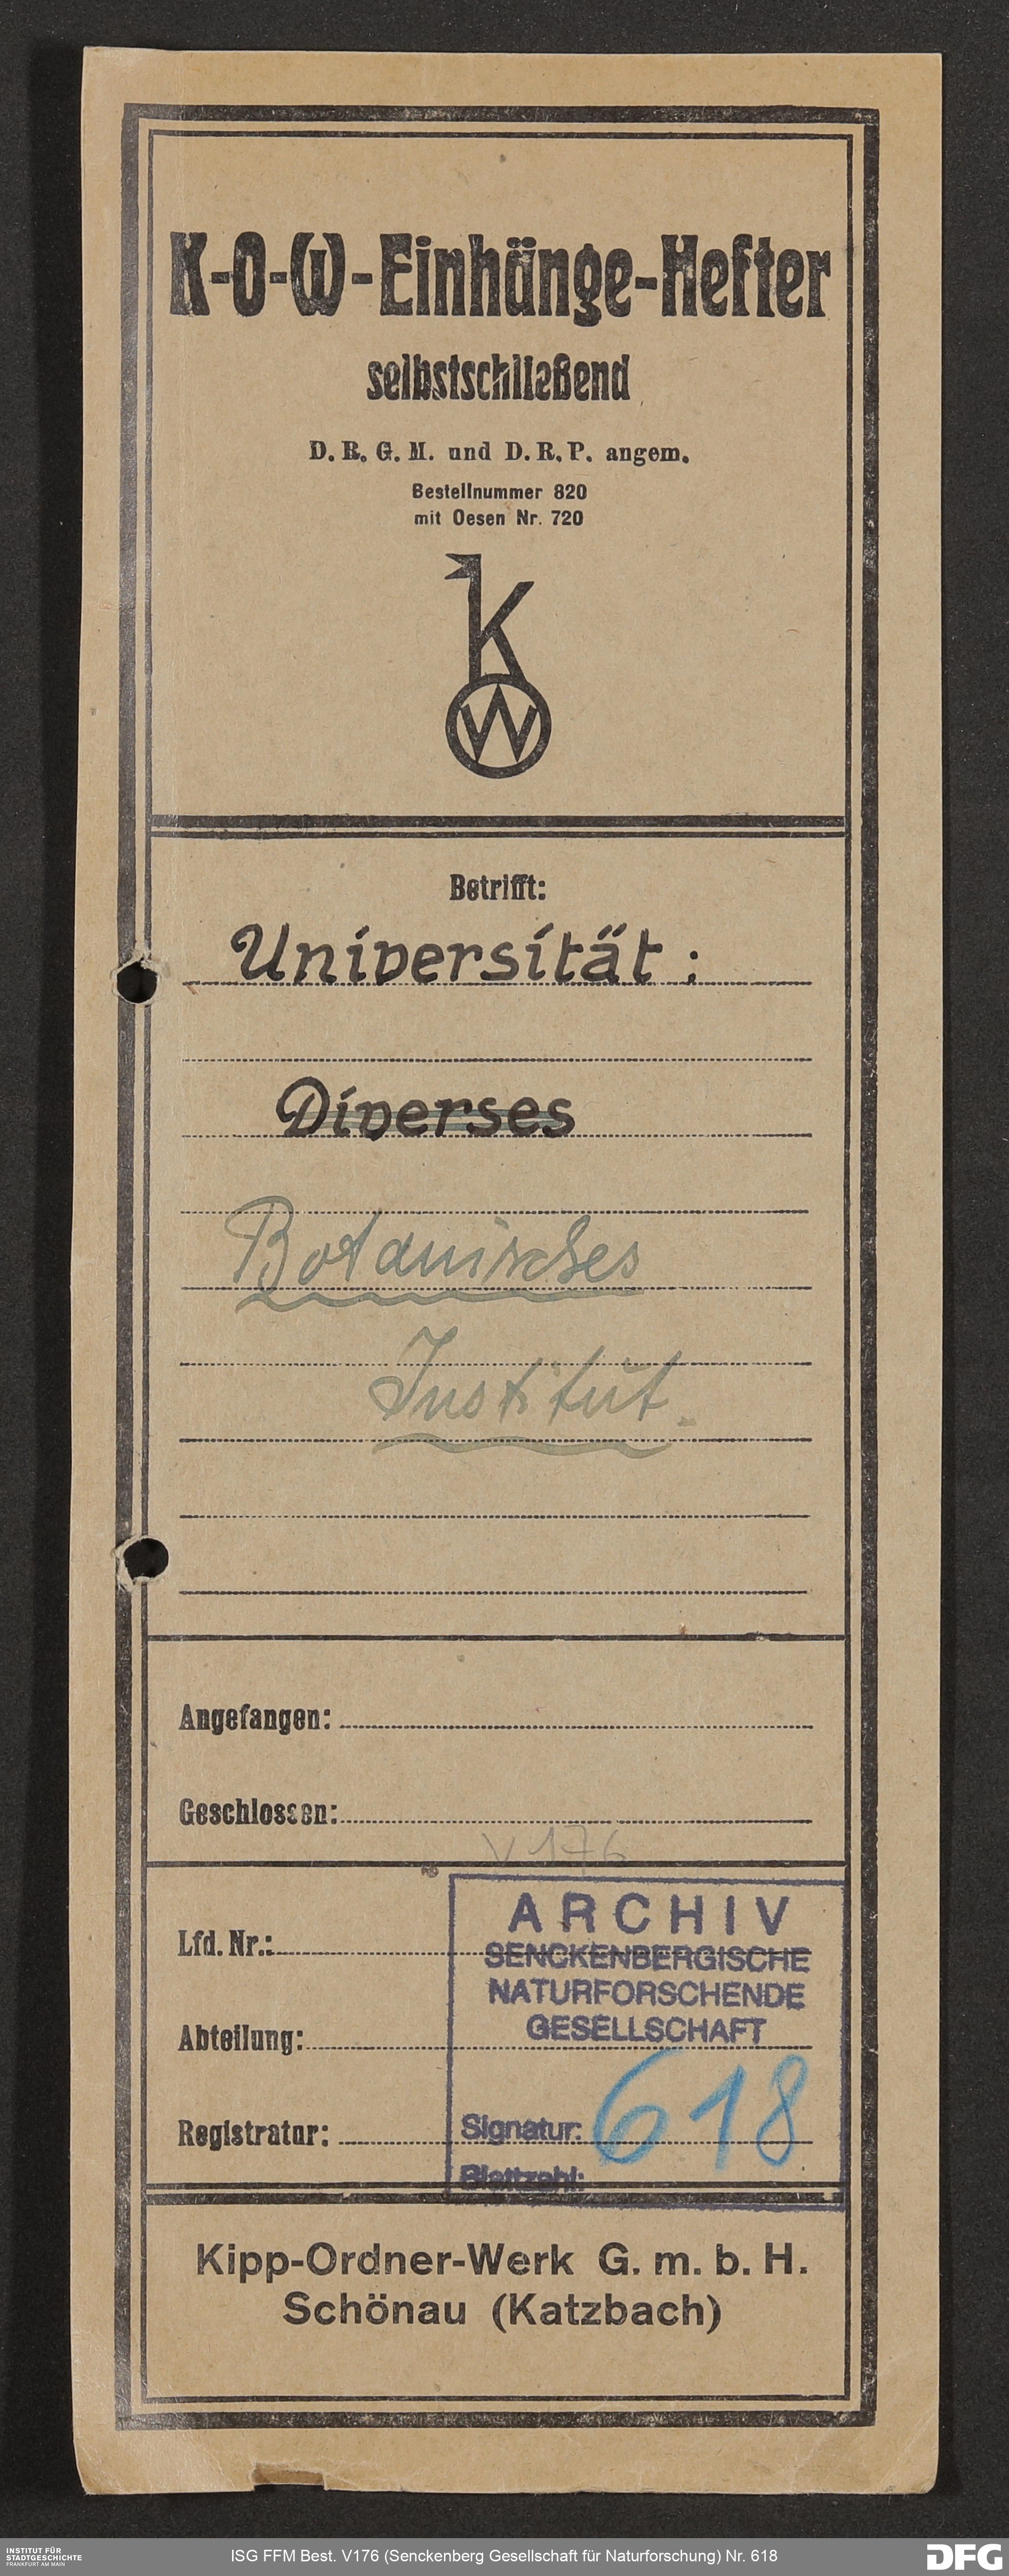 K-O-W-Einhänge-Hefter
selbstschließend
D. R. G. M. und D. R. P. angem.
Bestellnummer 820
mit Oesen Nr. 720
K
W
Betrifft:
Universität:
Diverses
Botanisches
Institut.
Angefangen:
Geschlossen:
V 176
ARCHIV
Lfd. Nr.:
SENCKENBERGISCHE
NATURFORSCHENDE
GESELLSCHAFT
Abteilung:
Registratur:
Signatur: 618
Blattzahl:
Kipp-Ordner-Werk G. m. b. H.
Schönau (Katzbach)
INSTITUT FÜR
STADTGESCHICHTE
FRANKFURT AM MAIN
ISG FFM Best. V176 (Senckenberg Gesellschaft für Naturforschung) Nr. 618
DFG